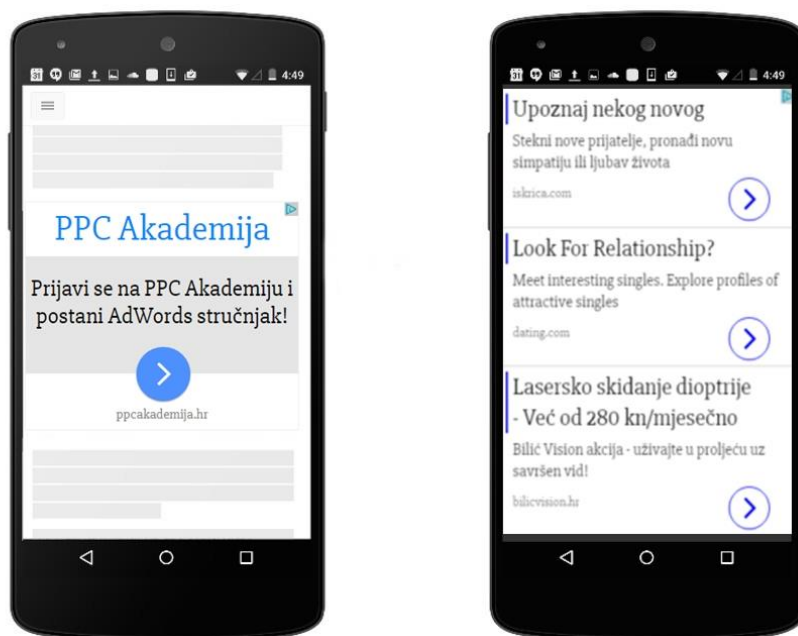 31 4:49
PPC Akademija
Prijavi se na PPC Akademiju i
postani AdWords stručnjak!
ppcakademija.hr
31 4:49
Upoznaj nekog novog
Stekni nove prijatelje, pronađi novu
simpatiju ili ljubav života
iskrica.com
Look For Relationship?
Meet interesting singles. Explore profiles of
attractive singles
dating.com
Lasersko skidanje dioptrije
- Već od 280 kn/mjesečno
Bilić Vision akcija - uživajte u proljeću uz
savršen vid!
bilicvision.hr